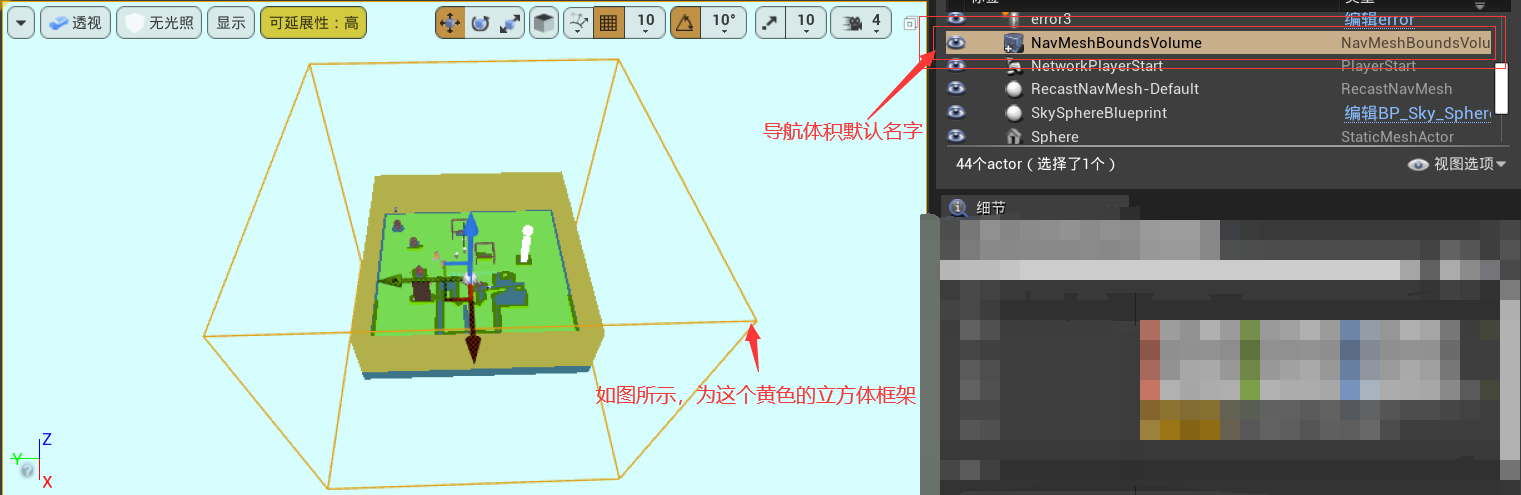 透视
无光照
显示
可延展性：高
10
10°
10
4
error3
编辑error
NavMeshBoundsVolume
NavMeshBoundsVolu
NetworkPlayerStart
PlayerStart
RecastNavMesh-Default
RecastNavMesh
SkySphereBlueprint
编辑BP_Sky_Sphere
Sphere
StaticMeshActor
导航体积默认名字
44个actor（选择了1个）
视图选项
细节
如图所示，为这个黄色的立方体框架
Z
Y
X